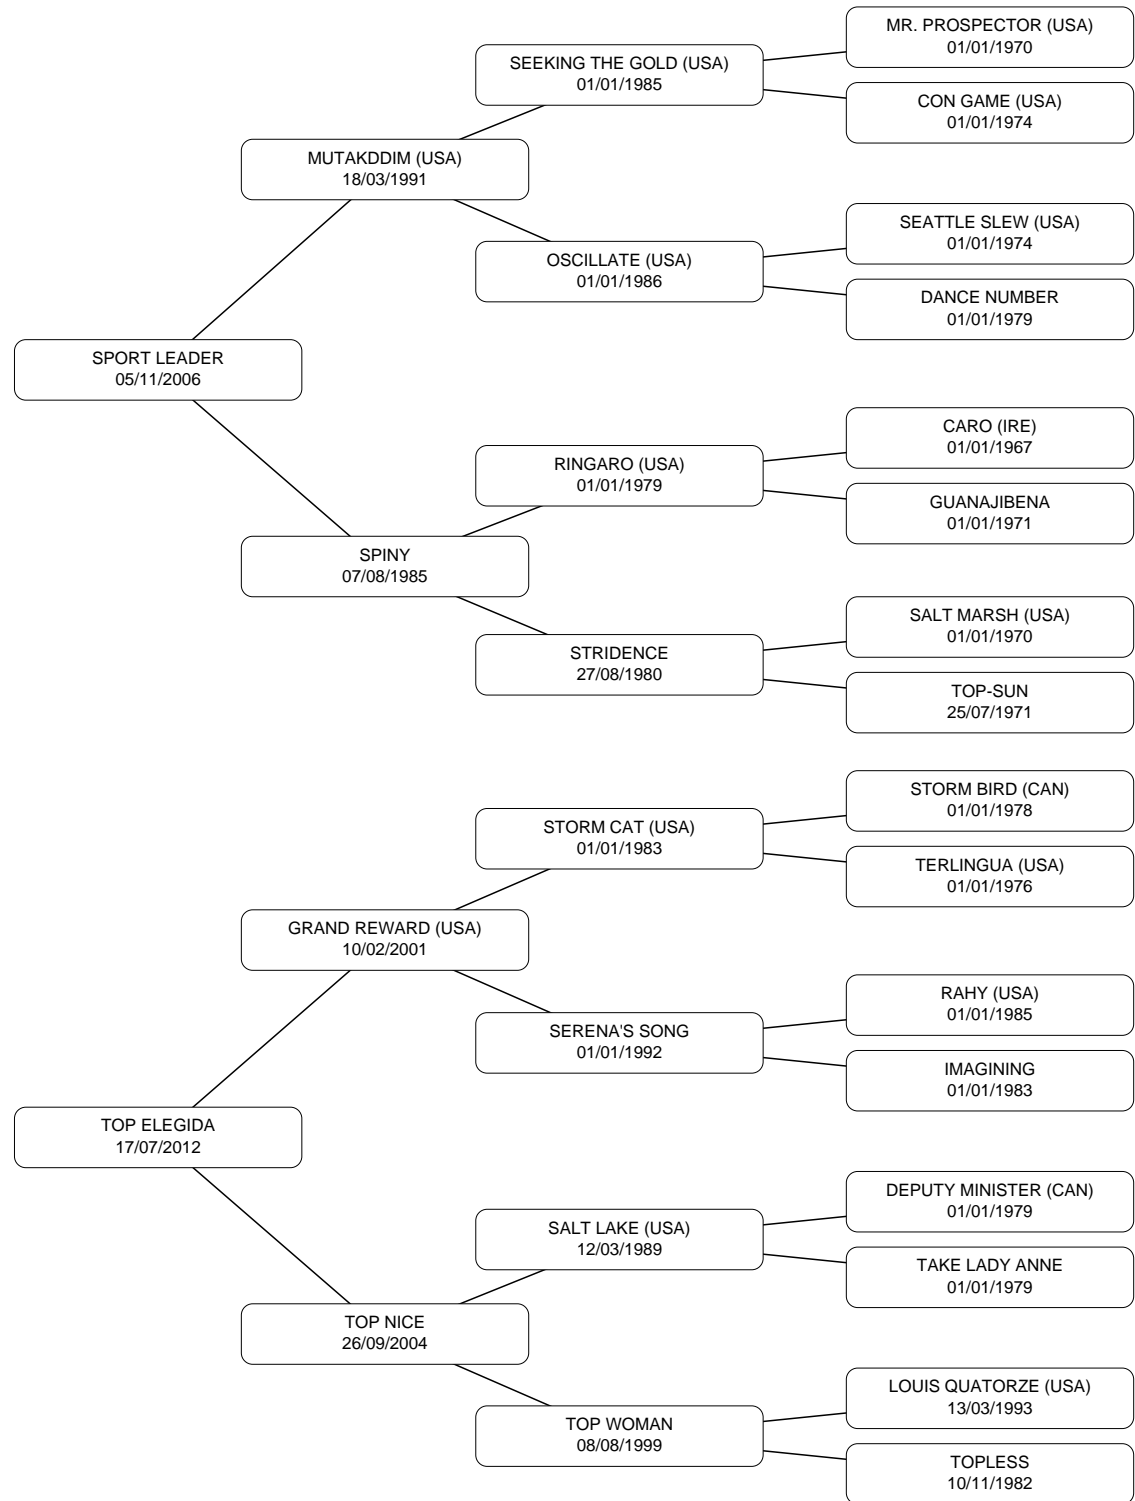 MR. PROSPECTOR (USA)
01/01/1970
SEEKING THE GOLD (USA)
01/01/1985
CON GAME (USA)
01/01/1974
MUTAKDDIM (USA)
18/03/1991
SEATTLE SLEW (USA)
01/01/1974
OSCILLATE (USA)
01/01/1986
DANCE NUMBER
01/01/1979
SPORT LEADER
05/11/2006
CARO (IRE)
01/01/1967
RINGARO (USA)
01/01/1979
GUANAJIBENA
01/01/1971
SPINY
07/08/1985
SALT MARSH (USA)
01/01/1970
STRIDENCE
27/08/1980
TOP-SUN
25/07/1971
STORM BIRD (CAN)
01/01/1978
STORM CAT (USA)
01/01/1983
TERLINGUA (USA)
01/01/1976
GRAND REWARD (USA)
10/02/2001
RAHY (USA)
01/01/1985
SERENA'S SONG
01/01/1992
IMAGINING
01/01/1983
TOP ELEGIDA
17/07/2012
DEPUTY MINISTER (CAN)
01/01/1979
SALT LAKE (USA)
12/03/1989
TAKE LADY ANNE
01/01/1979
TOP NICE
26/09/2004
LOUIS QUATORZE (USA)
13/03/1993
TOP WOMAN
08/08/1999
TOPLESS
10/11/1982